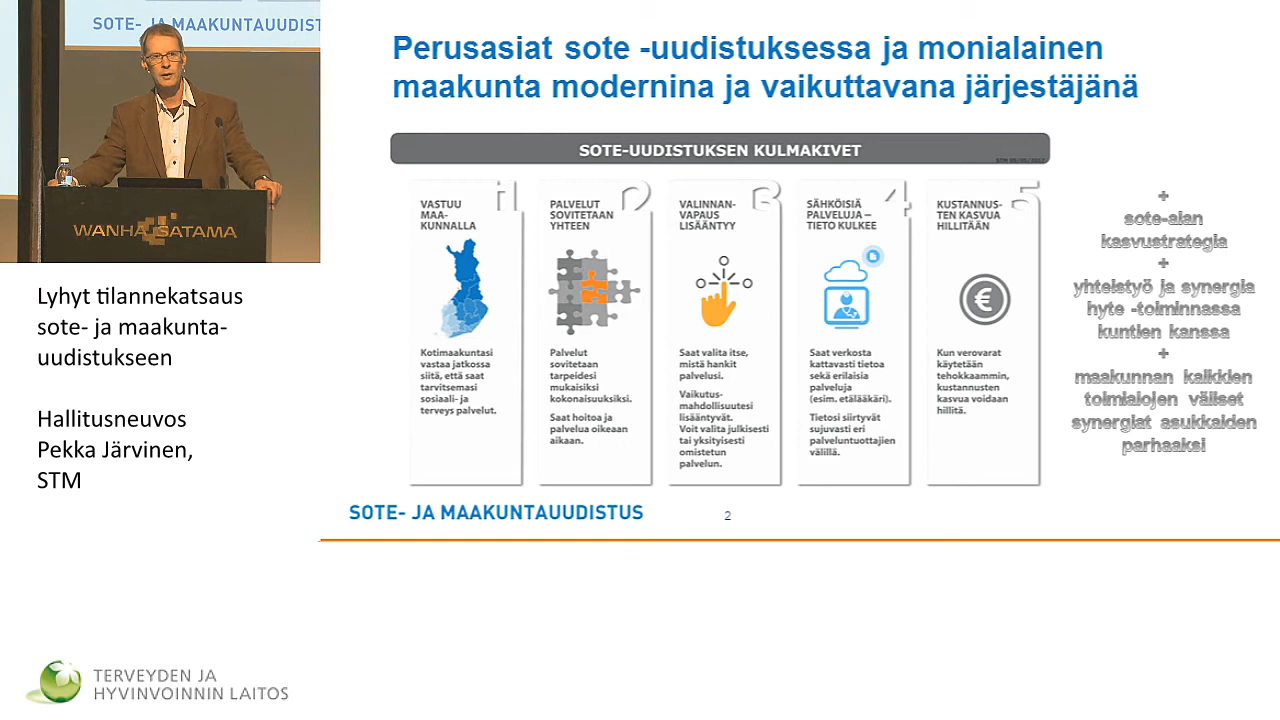 SOTE- JA MAAKUNTAUUDIST
WANHA SATAMA
Lyhyt tilannekatsaus
sote- ja maakunta-
uudistukseen
Hallitusneuvos
Pekka Järvinen,
STM
Perusasiat sote -uudistuksessa ja monialainen
maakunta modernina ja vaikuttavana järjestäjänä
SOTE-UUDISTUKSEN KULMAKIVET
1
VASTUU
MAA-
KUNNALLA
Kotimaakuntasi
vastaa jatkossa
siitä, että saat
tarvitsemasi
sosiaali- ja
terveys palvelut.
2
PALVELUT
SOVITETAAN
YHTEEN
Palvelut
sovitetaan
tarpeidesi
mukaisiksi
kokonaisuuksiksi.
Saat hoitoa ja
palvelua oikeaan
aikaan.
3
VALINNAN-
VAPAUS
LISÄÄNTYY
Saat valita itse,
mistä hankit
palvelusi.
Vaikutus-
mahdollisuutesi
lisääntyvät.
Voit valita julkisesti
tai yksityisesti
omistetun
palvelun.
4
SÄHKÖISIÄ
PALVELUJA –
TIETO KULKEE
Saat verkosta
kattavasti tietoa
sekä erilaisia
palveluja
(esim. etälääkäri).
Tietosi siirtyvät
sujuvasti eri
palveluntuottajien
välillä.
5
KUSTANNUS-
TEN KASVUA
HILLITÄÄN
€
Kun verovarat
käytetään
tehokkaammin,
kustannusten
kasvua voidaan
hillitä.
+
sote-alan
kasvustrategia
+
yhteistyö ja synergia
hyte -toiminnassa
kuntien kanssa
+
maakunnan kaikkien
toimialojen väliset
synergiat asukkaiden
parhaaksi
SOTE- JA MAAKUNTAUUDISTUS
2
TERVEYDEN JA
HYVINVOINNIN LAITOS